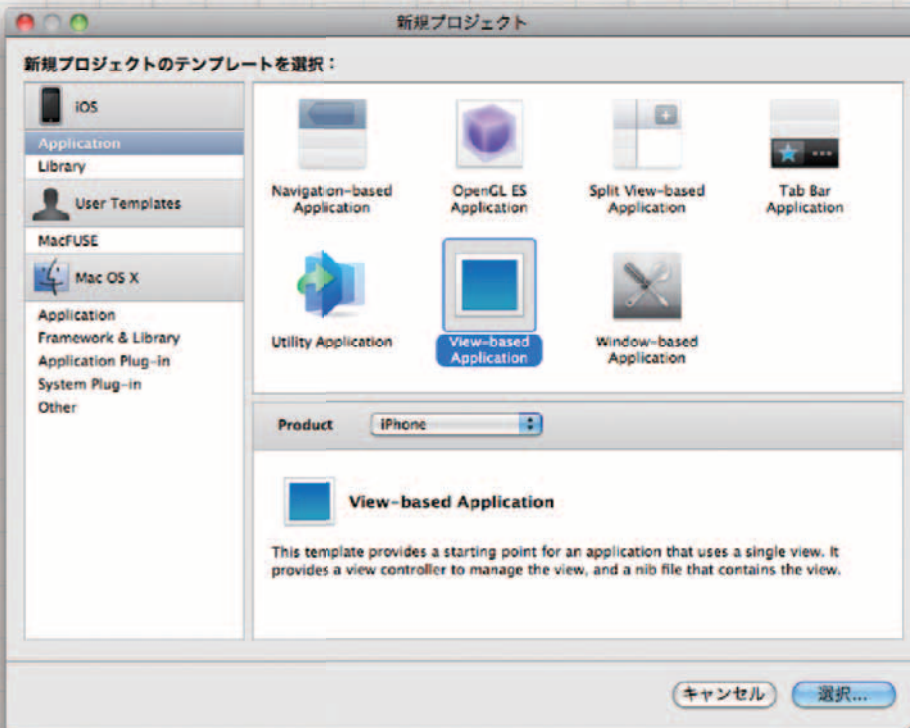 新規プロジェクト
新規プロジェクトのテンプレートを選択：
iOS
Application
Library
User Templates
MacFUSE
Mac OS X
Application
Framework & Library
Application Plug-in
System Plug-in
Other
Navigation-based
Application
OpenGL ES
Application
Split View-based
Application
Tab Bar
Application
Utility Application
View-based
Application
Window-based
Application
Product
iPhone
View-based Application
This template provides a starting point for an application that uses a single view. It
provides a view controller to manage the view, and a nib file that contains the view.
キャンセル
選択...